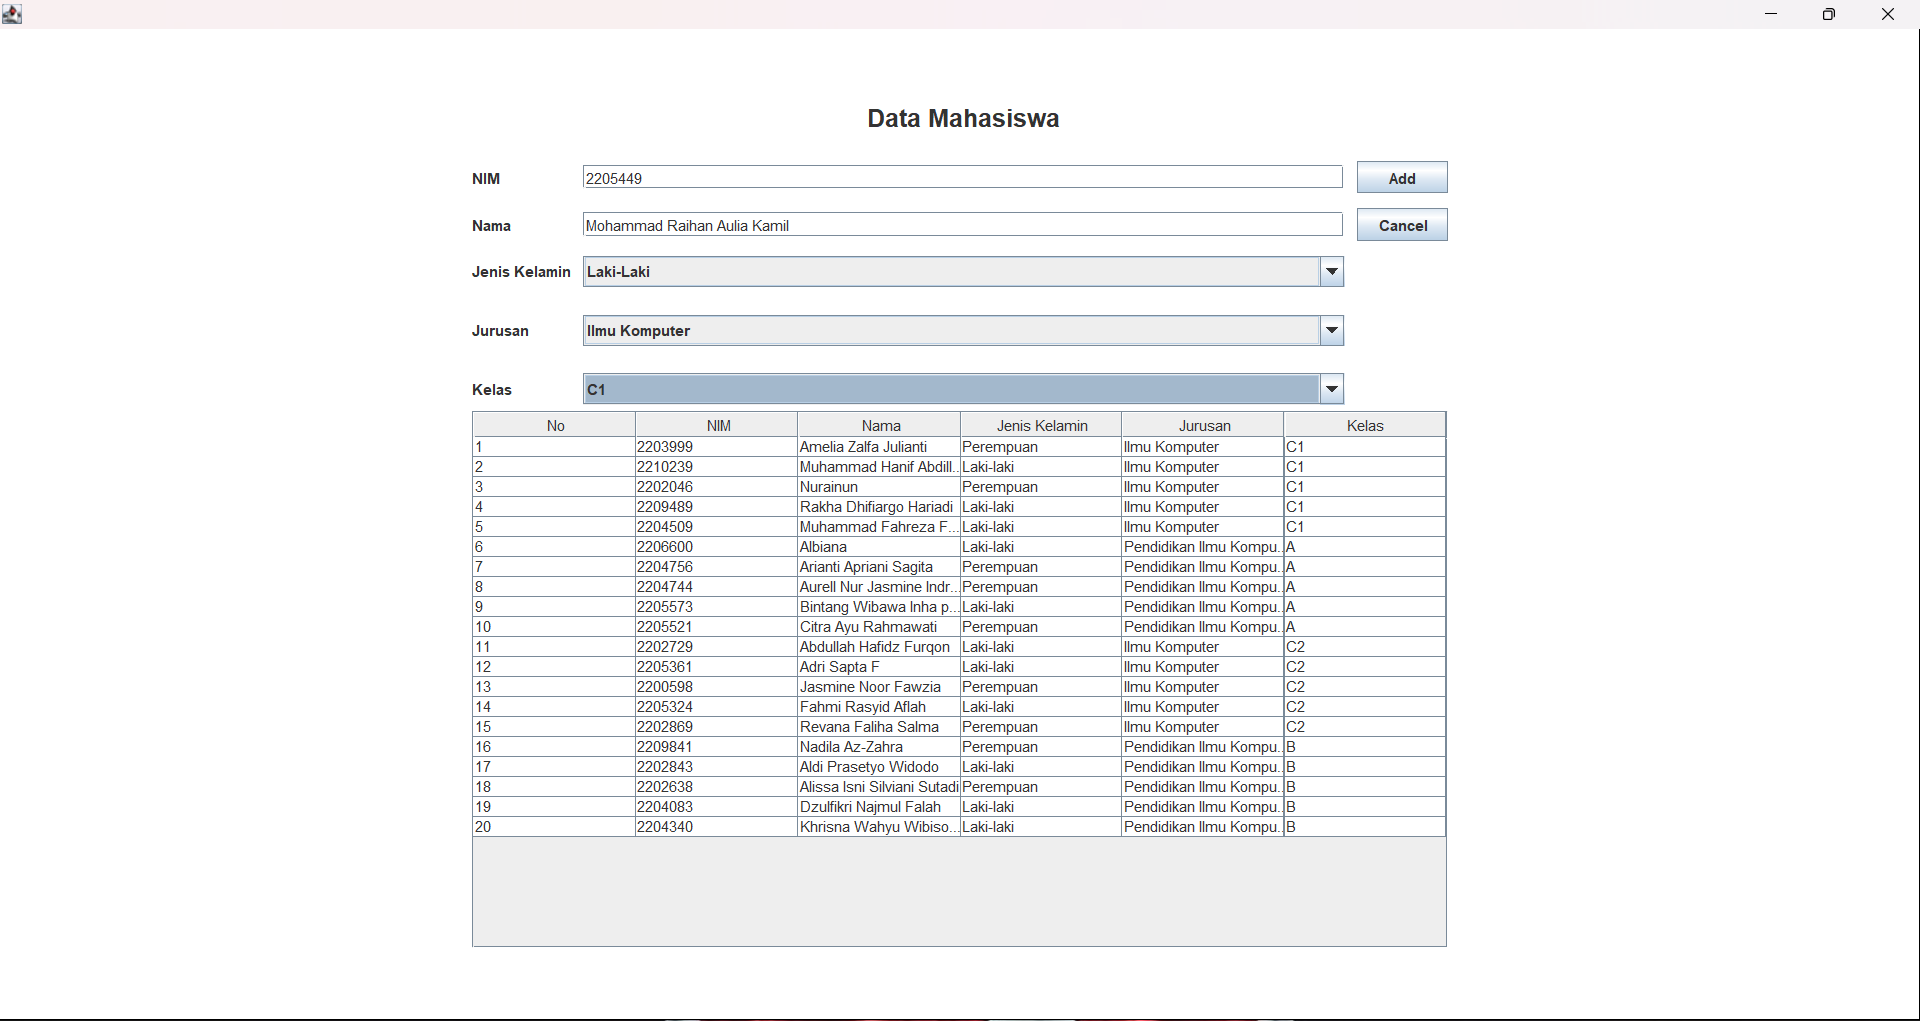 Data Mahasiswa
NIM 2205449 Add
Nama Mohammad Raihan Aulia Kamil Cancel
Jenis Kelamin Laki-Laki
Jurusan Ilmu Komputer
Kelas C1
No NIM Nama Jenis Kelamin Jurusan Kelas
1 2203999 Amelia Zalfa Julianti Perempuan Ilmu Komputer C1
2 2210239 Muhammad Hanif Abdill... Laki-laki Ilmu Komputer C1
3 2202046 Nurainun Perempuan Ilmu Komputer C1
4 2209489 Rakha Dhifiargo Hariadi Laki-laki Ilmu Komputer C1
5 2204509 Muhammad Fahreza F... Laki-laki Ilmu Komputer C1
6 2206600 Albiana Laki-laki Pendidikan Ilmu Kompu... A
7 2204756 Arianti Apriani Sagita Perempuan Pendidikan Ilmu Kompu... A
8 2204744 Aurell Nur Jasmine Indr... Perempuan Pendidikan Ilmu Kompu... A
9 2205573 Bintang Wibawa Inha p... Laki-laki Pendidikan Ilmu Kompu... A
10 2205521 Citra Ayu Rahmawati Perempuan Pendidikan Ilmu Kompu... A
11 2202729 Abdullah Hafidz Furqon Laki-laki Ilmu Komputer C2
12 2205361 Adri Sapta F Laki-laki Ilmu Komputer C2
13 2200598 Jasmine Noor Fawzia Perempuan Ilmu Komputer C2
14 2205324 Fahmi Rasyid Aflah Laki-laki Ilmu Komputer C2
15 2202869 Revana Faliha Salma Perempuan Ilmu Komputer C2
16 2209841 Nadila Az-Zahra Perempuan Pendidikan Ilmu Kompu... B
17 2202843 Aldi Prasetyo Widodo Laki-laki Pendidikan Ilmu Kompu... B
18 2202638 Alissa Isni Silviani Sutadi Perempuan Pendidikan Ilmu Kompu... B
19 2204083 Dzulfikri Najmul Falah Laki-laki Pendidikan Ilmu Kompu... B
20 2204340 Khrisna Wahyu Wibiso... Laki-laki Pendidikan Ilmu Kompu... B